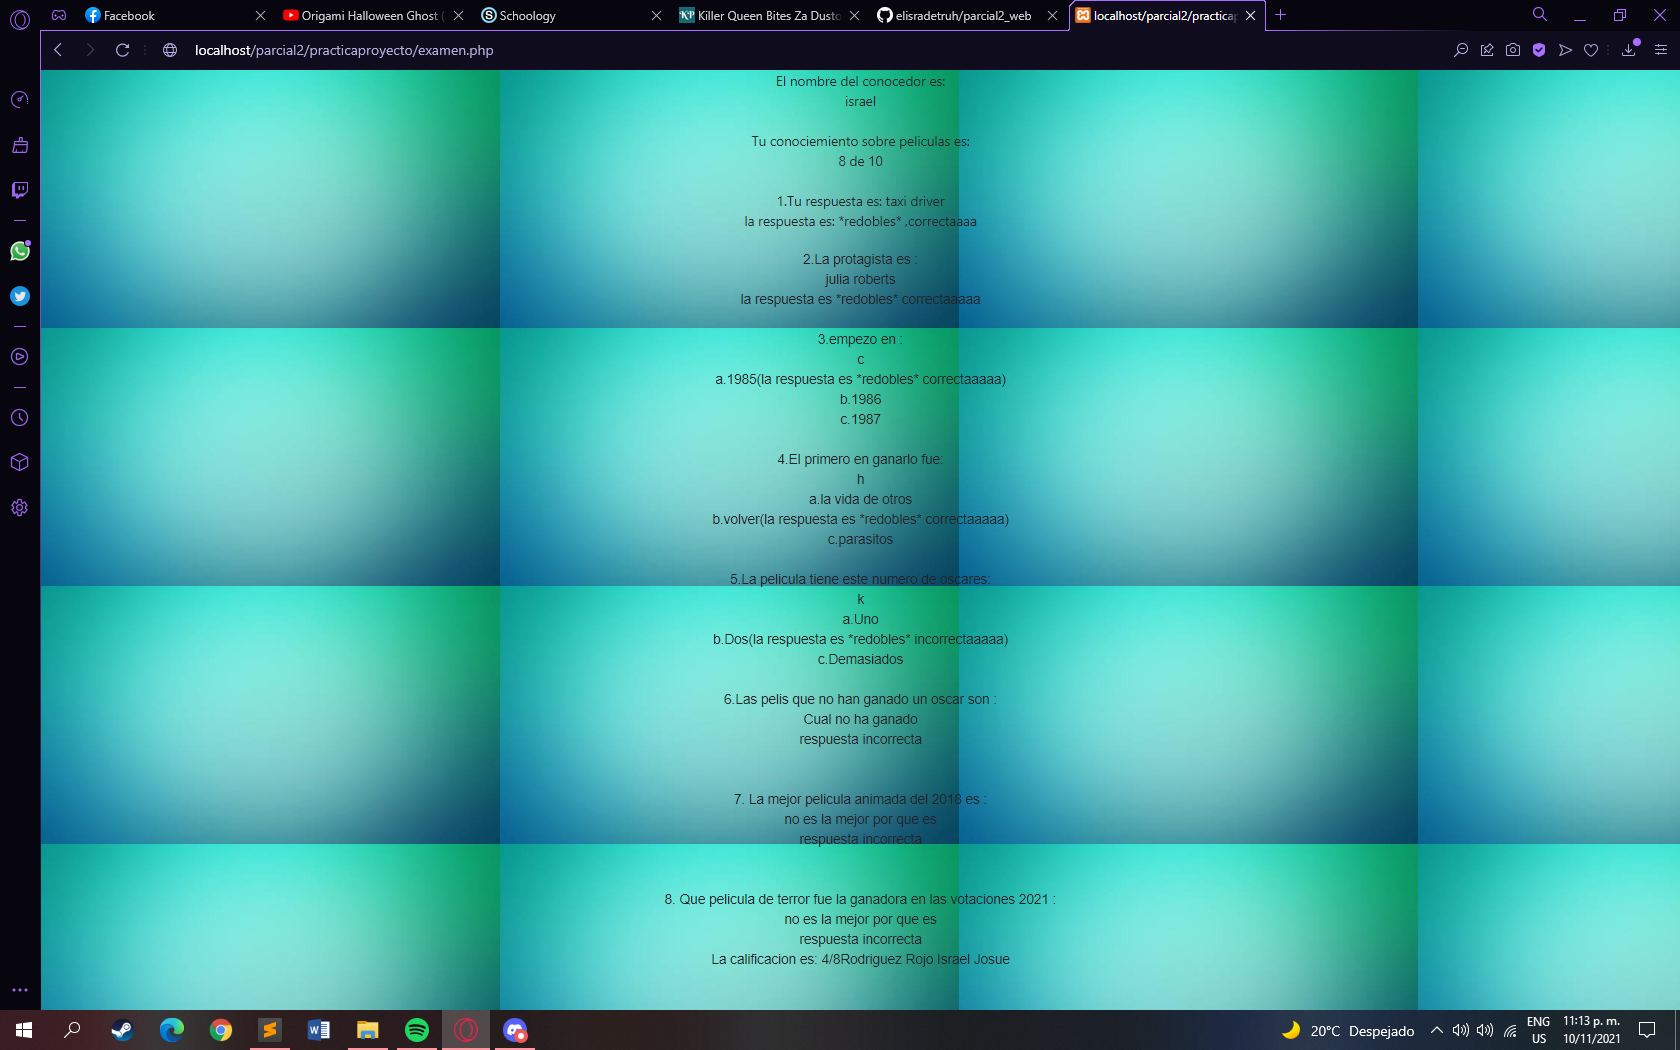 Facebook
Origami Halloween Ghost (
Schoology
Killer Queen Bites Za Dusto
elisradetruh/parcial2_web
localhost/parcial2/practicap
localhost/parcial2/practicaproyecto/examen.php
El nombre del conocedor es:
israel
Tu conociemiento sobre peliculas es:
8 de 10
1.Tu respuesta es: taxi driver
la respuesta es: *redobles* ,correctaaaa
2.La protagista es :
julia roberts
la respuesta es *redobles* correctaaaaa
3.empezo en :
c
a.1985(la respuesta es *redobles* correctaaaaa)
b.1986
c.1987
4.El primero en ganarlo fue:
h
a.la vida de otros
b.volver(la respuesta es *redobles* correctaaaaa)
c.parasitos
5.La pelicula tiene este numero de oscares:
k
a.Uno
b.Dos(la respuesta es *redobles* incorrectaaaaa)
c.Demasiados
6.Las pelis que no han ganado un oscar son :
Cual no ha ganado
respuesta incorrecta
7. La mejor pelicula animada del 2018 es :
no es la mejor por que es
respuesta incorrecta
8. Que pelicula de terror fue la ganadora en las votaciones 2021 :
no es la mejor por que es
respuesta incorrecta
La calificacion es: 4/8Rodriguez Rojo Israel Josue
20°C Despejado
ENG
US
11:13 p. m.
10/11/2021